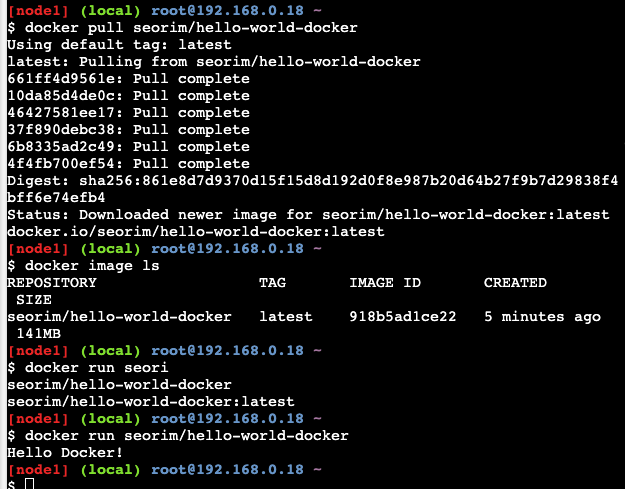 [node1] (local) root@192.168.0.18 ~
$ docker pull seorim/hello-world-docker
Using default tag: latest
latest: Pulling from seorim/hello-world-docker
661ff4d9561e: Pull complete
10da85d4de0c: Pull complete
46427581ee17: Pull complete
37f890debc38: Pull complete
6b8335ad2c49: Pull complete
4f4fb700ef54: Pull complete
Digest: sha256:861e8d7d9370d15f15d8d192d0f8e987b20d64b27f9b7d29838f4
bff6e74efb4
Status: Downloaded newer image for seorim/hello-world-docker:latest
docker.io/seorim/hello-world-docker:latest
[node1] (local) root@192.168.0.18 ~
$ docker image ls
REPOSITORY TAG IMAGE ID CREATED
SIZE
seorim/hello-world-docker latest 918b5ad1ce22 5 minutes ago
141MB
[node1] (local) root@192.168.0.18 ~
$ docker run seori
seorim/hello-world-docker
seorim/hello-world-docker:latest
[node1] (local) root@192.168.0.18 ~
$ docker run seorim/hello-world-docker
Hello Docker!
[node1] (local) root@192.168.0.18 ~
$